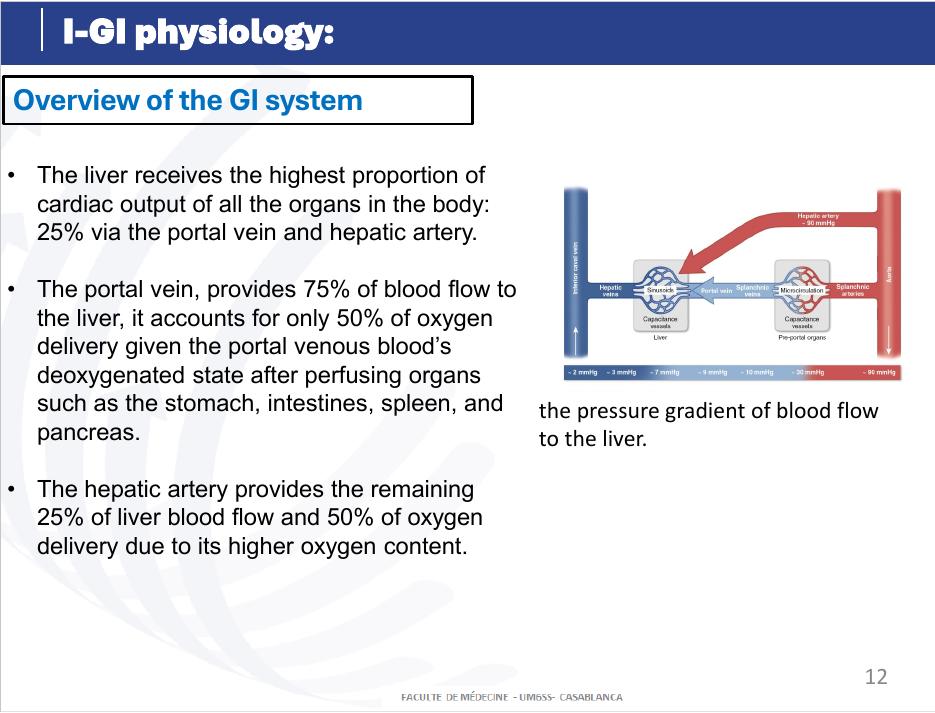 I-GI physiology:
Overview of the GI system
• The liver receives the highest proportion of
cardiac output of all the organs in the body:
25% via the portal vein and hepatic artery.
• The portal vein, provides 75% of blood flow to
the liver, it accounts for only 50% of oxygen
delivery given the portal venous blood’s
deoxygenated state after perfusing organs
such as the stomach, intestines, spleen, and
pancreas.
• The hepatic artery provides the remaining
25% of liver blood flow and 50% of oxygen
delivery due to its higher oxygen content.
Hepatic artery
~ 90 mmHg
Inferior caval vein
Aorta
Hepatic
veins
Sinusoids
Portal vein
Splanchnic
veins
Microcirculation
Splanchnic
arteries
Capacitance
vessels
Liver
Capacitance
vessels
Pre-portal organs
~ 2 mmHg ~ 3 mmHg ~ 7 mmHg ~ 9 mmHg ~ 10 mmHg ~ 30 mmHg ~ 90 mmHg
the pressure gradient of blood flow
to the liver.
12
FACULTE DE MÉDECINE - UM6SS- CASABLANCA